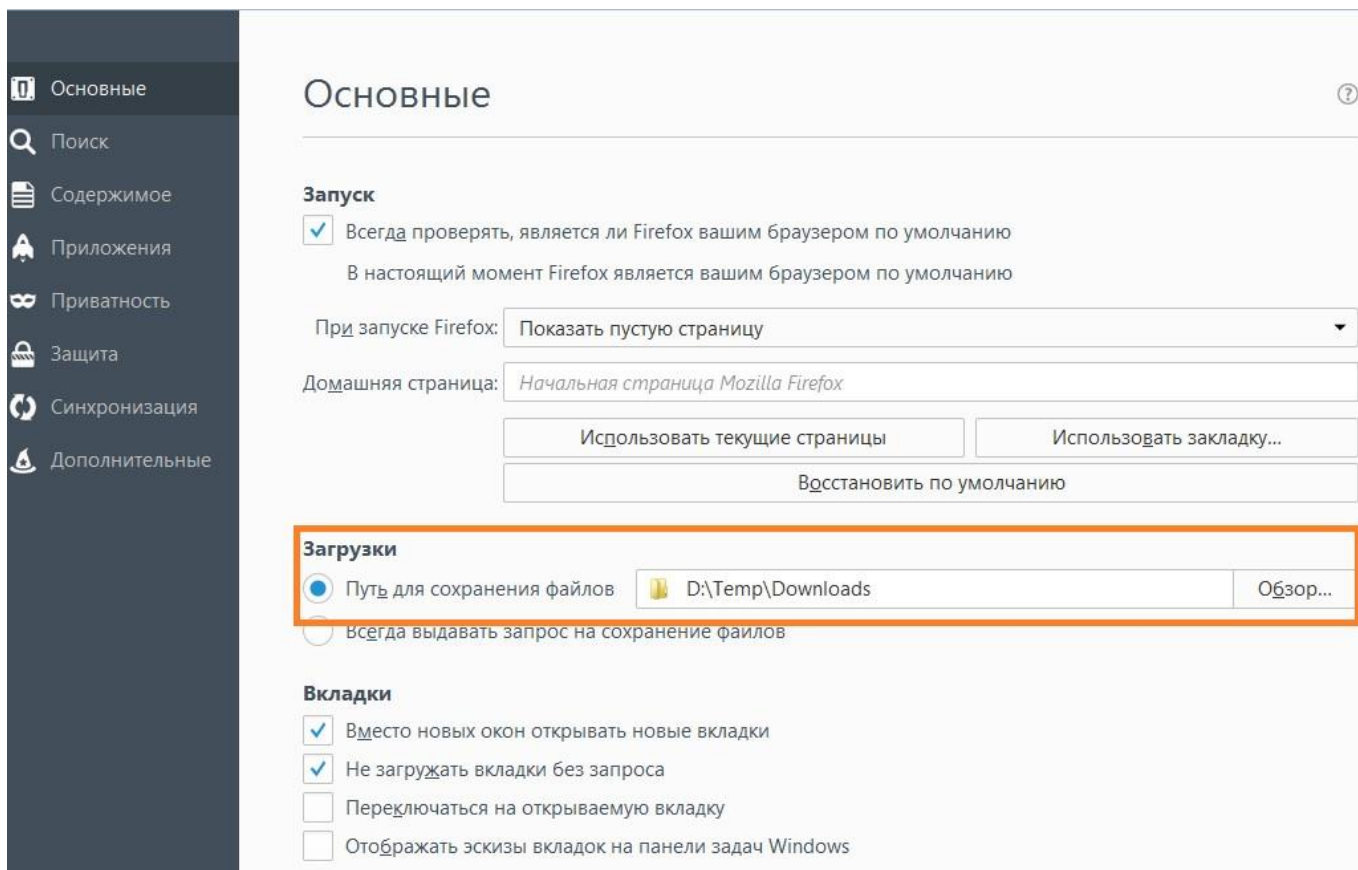 Основные
Поиск
Содержимое
Приложения
Приватность
Защита
Синхронизация
Дополнительные
Основные
?
Запуск
Всегда проверять, является ли Firefox вашим браузером по умолчанию
В настоящий момент Firefox является вашим браузером по умолчанию
При запуске Firefox: Показать пустую страницу
Домашняя страница: Начальная страница Mozilla Firefox
Использовать текущие страницы Использовать закладку...
Восстановить по умолчанию
Загрузки
Путь для сохранения файлов D:\Temp\Downloads Обзор...
Всегда выдавать запрос на сохранение файлов
Вкладки
Вместо новых окон открывать новые вкладки
Не загружать вкладки без запроса
Переключаться на открываемую вкладку
Отображать эскизы вкладок на панели задач Windows